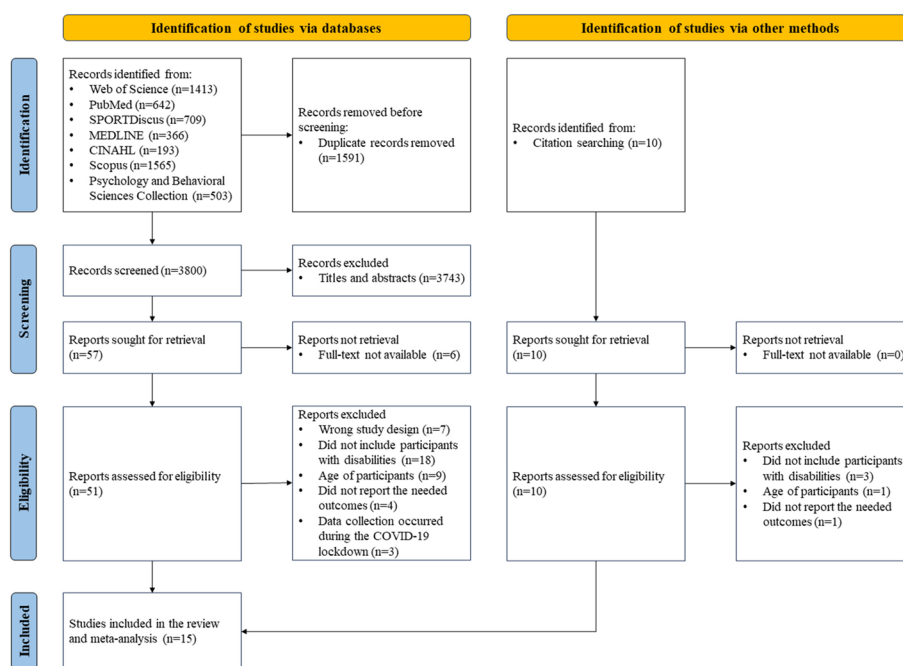 Identification of studies via databases
Identification of studies via other methods
Identification
Records identified from:
• Web of Science (n=1413)
• PubMed (n=642)
• SPORTDiscus (n=709)
• MEDLINE (n=366)
• CINAHL (n=193)
• Scopus (n=1565)
• Psychology and Behavioral
Sciences Collection (n=503)
Records removed before
screening:
• Duplicate records removed
(n=1591)
Records identified from:
• Citation searching (n=10)
Screening
Records screened (n=3800)
Records excluded
• Titles and abstracts (n=3743)
Reports sought for retrieval
(n=57)
Reports not retrieval
• Full-text not available (n=6)
Reports sought for retrieval
(n=10)
Reports not retrieval
• Full-text not available (n=0)
Eligibility
Reports assessed for eligibility
(n=51)
Reports excluded
• Wrong study design (n=7)
• Did not include participants
with disabilities (n=18)
• Age of participants (n=9)
• Did not report the needed
outcomes (n=4)
• Data collection occurred
during the COVID-19
lockdown (n=3)
Reports assessed for eligibility
(n=10)
Reports excluded
• Did not include participants
with disabilities (n=3)
• Age of participants (n=1)
• Did not report the needed
outcomes (n=1)
Included
Studies included in the review
and meta-analysis (n=15)